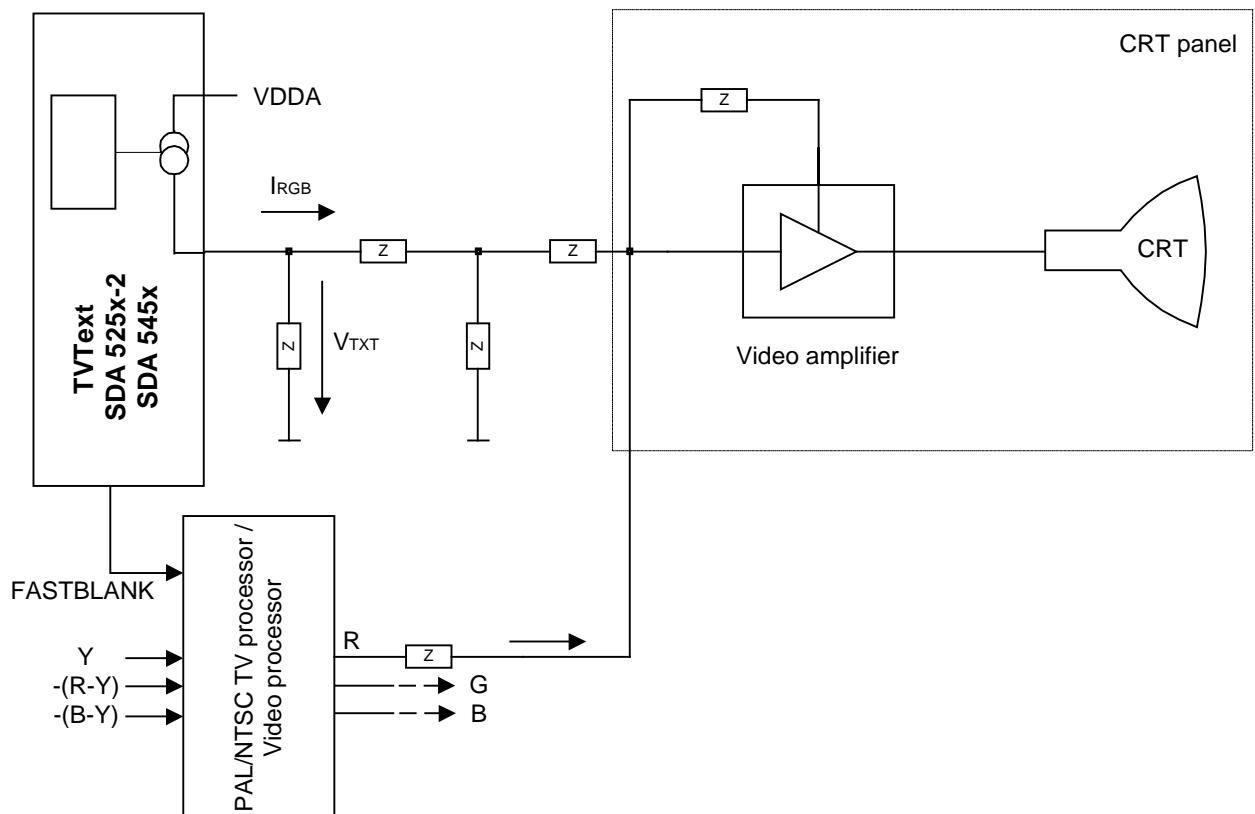 CRT panel
VDDA
Z
IRGB
Z
Z
CRT
TVText
SDA 525x-2
SDA 545x
Z
VTXT
Z
Video amplifier
FASTBLANK
PAL/NTSC TV processor /
Video processor
R
Z
Y
-(R-Y)
G
-(B-Y)
B